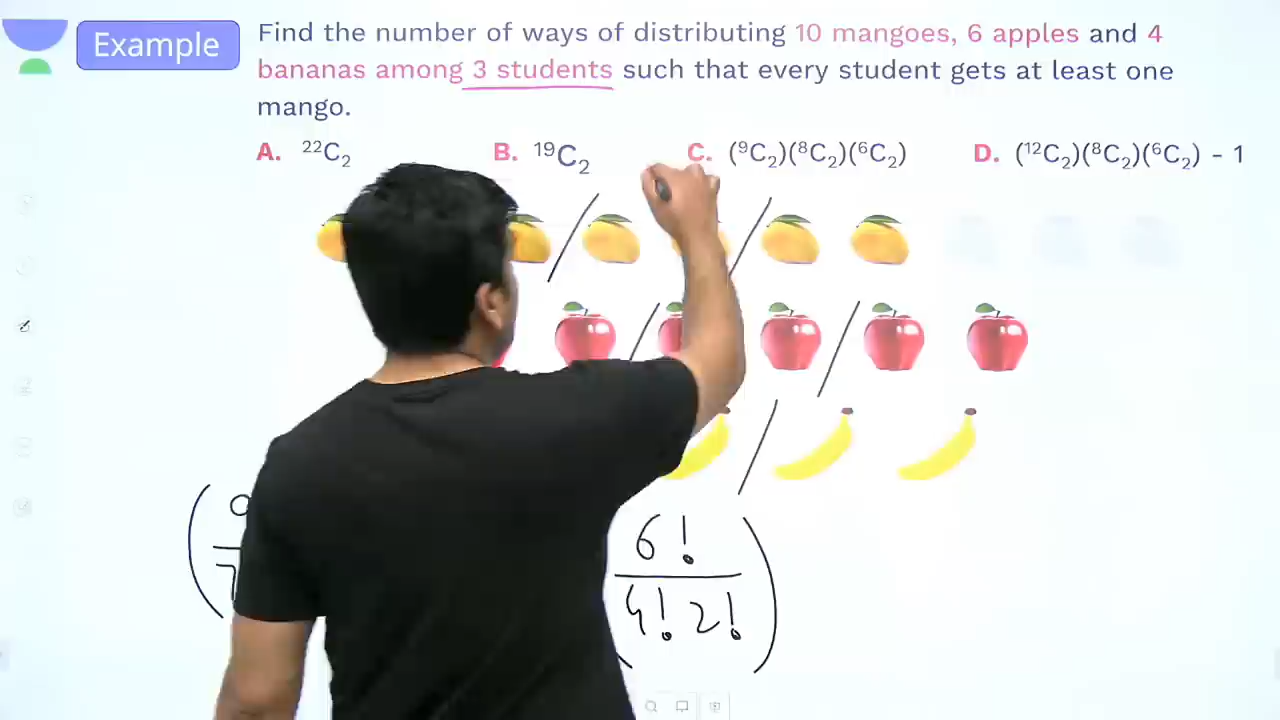 Example
Find the number of ways of distributing 10 mangoes, 6 apples and 4
bananas among 3 students such that every student gets at least one
mango.
A. ²²C₂ B. ¹⁹C₂ C. (⁹C₂)(⁸C₂)(⁶C₂) D. (¹²C₂)(⁸C₂)(⁶C₂) - 1
6!
4! 2!